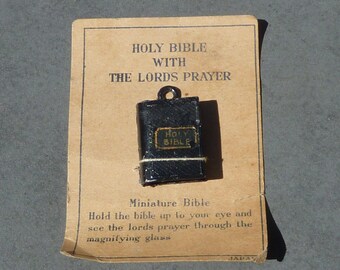 HOLY BIBLE
WITH
THE LORDS PRAYER
HOLY
BIBLE
Miniature Bible
Hold the bible up to your eye and
see the lords prayer through the
magnifying glass
JAPAN